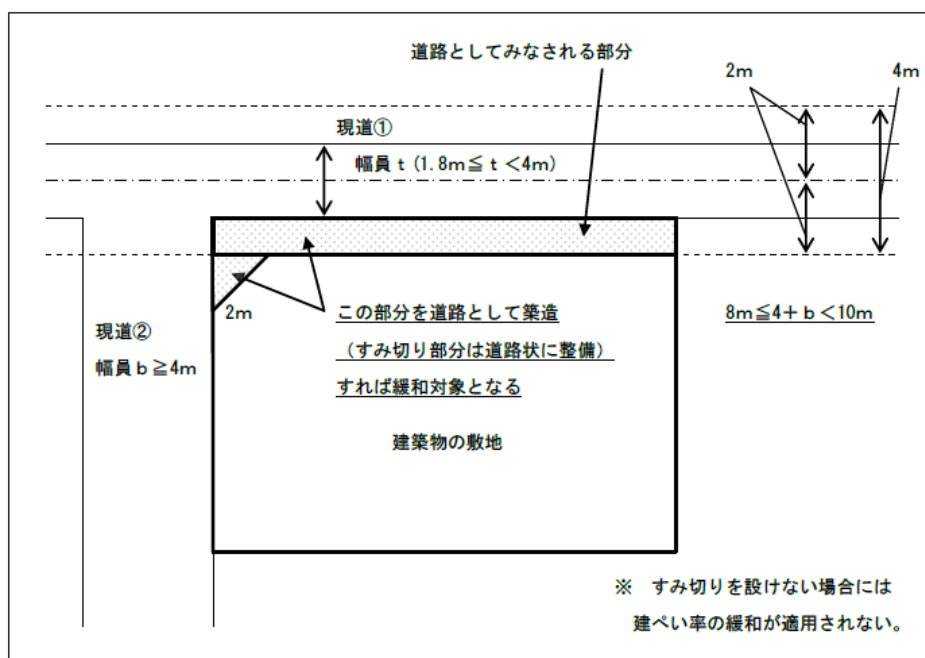 道路としてみなされる部分
2m
4m
現道①
幅員ｔ(1.8m≦ｔ<4m)
2m
この部分を道路として築造
（すみ切り部分は道路状に整備）
すれば緩和対象となる
8m≦4＋ｂ<10m
現道②
幅員ｂ≧4m
建築物の敷地
※　すみ切りを設けない場合には
建ぺい率の緩和が適用されない。